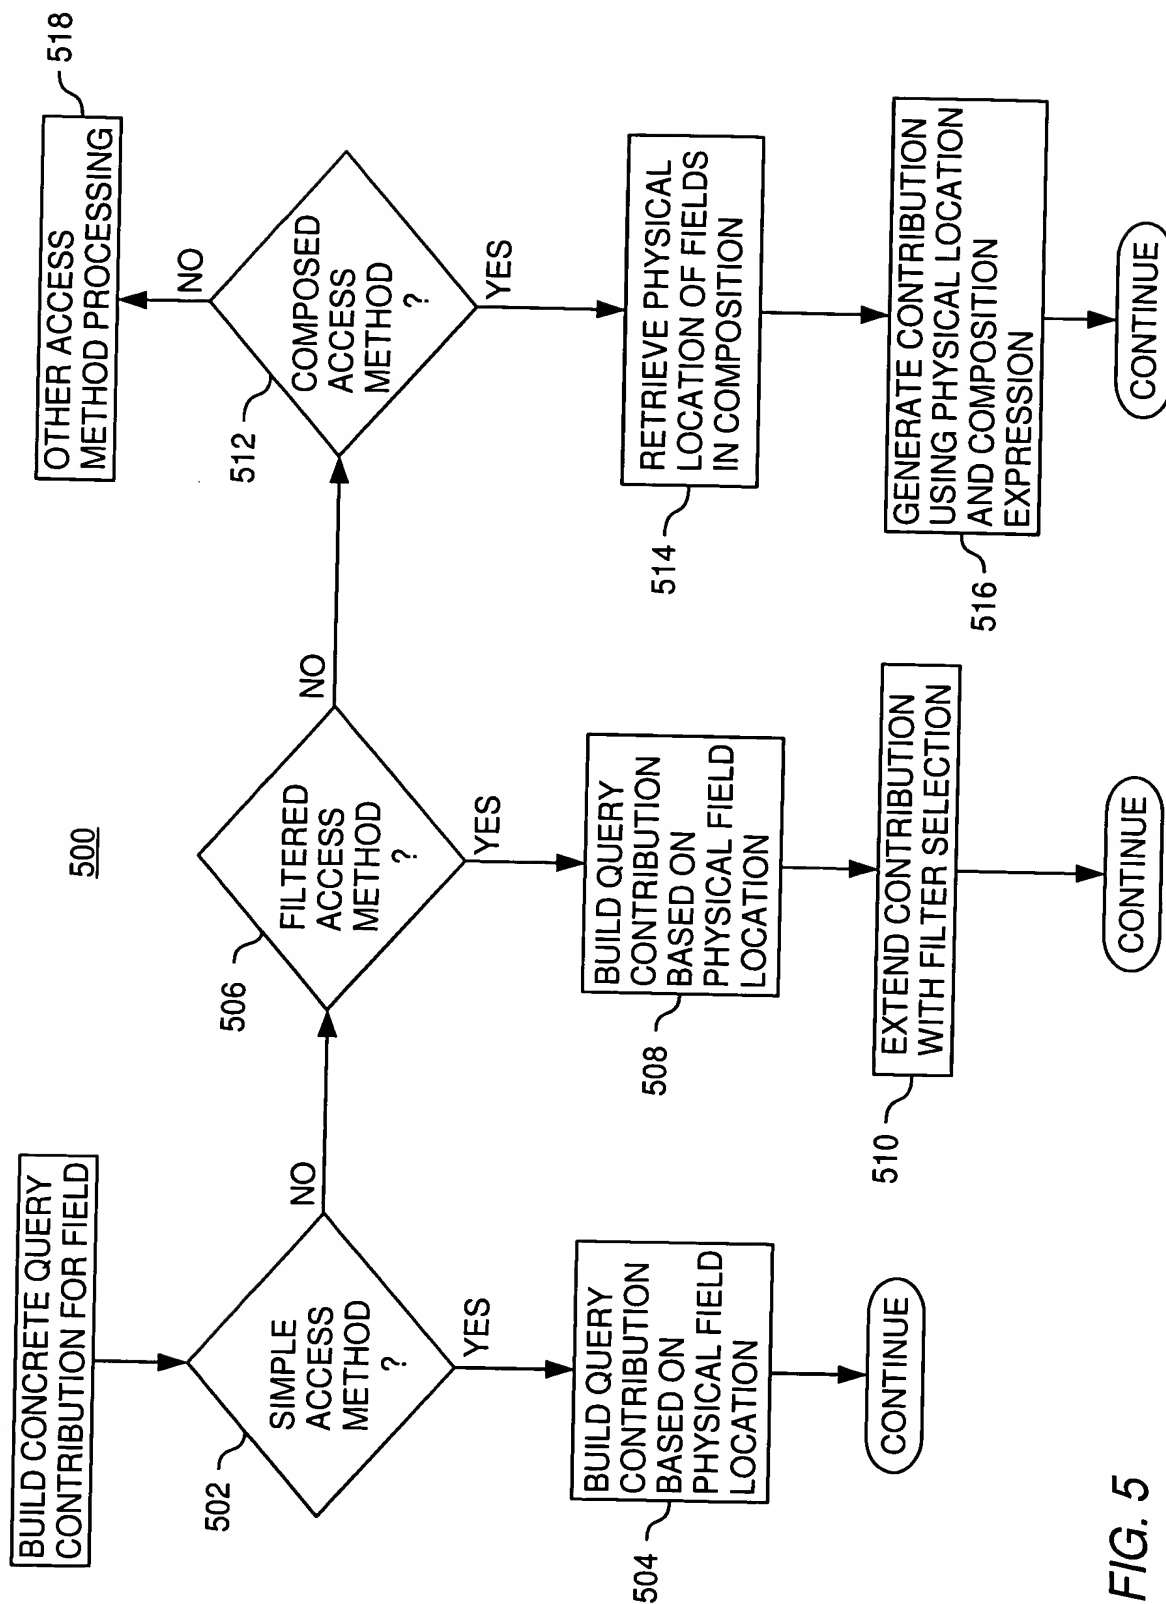 500
BUILD CONCRETE QUERY
CONTRIBUTION FOR FIELD
SIMPLE
ACCESS
METHOD
?
502
NO
YES
BUILD QUERY
CONTRIBUTION
BASED ON
PHYSICAL FIELD
LOCATION
504
CONTINUE
FILTERED
ACCESS
METHOD
?
506
NO
YES
BUILD QUERY
CONTRIBUTION
BASED ON
PHYSICAL FIELD
LOCATION
508
EXTEND CONTRIBUTION
WITH FILTER SELECTION
510
CONTINUE
COMPOSED
ACCESS
METHOD
?
512
NO
OTHER ACCESS
METHOD PROCESSING
518
YES
RETRIEVE PHYSICAL
LOCATION OF FIELDS
IN COMPOSITION
514
GENERATE CONTRIBUTION
USING PHYSICAL LOCATION
AND COMPOSITION
EXPRESSION
516
CONTINUE
FIG. 5